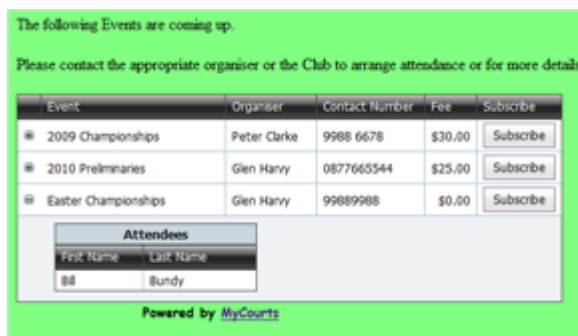 The following Events are coming up.
Please contact the appropriate organiser or the Club to arrange attendance or for more details
Event Organiser Contact Number Fee Subscribe
2009 Championships Peter Clarke 9988 6678 $30.00 Subscribe
2010 Preliminaries Glen Harvy 0877665544 $25.00 Subscribe
Easter Championships Glen Harvy 99889988 $0.00 Subscribe
Attendees
First Name Last Name
Bill Bundy
Powered by MyCourts